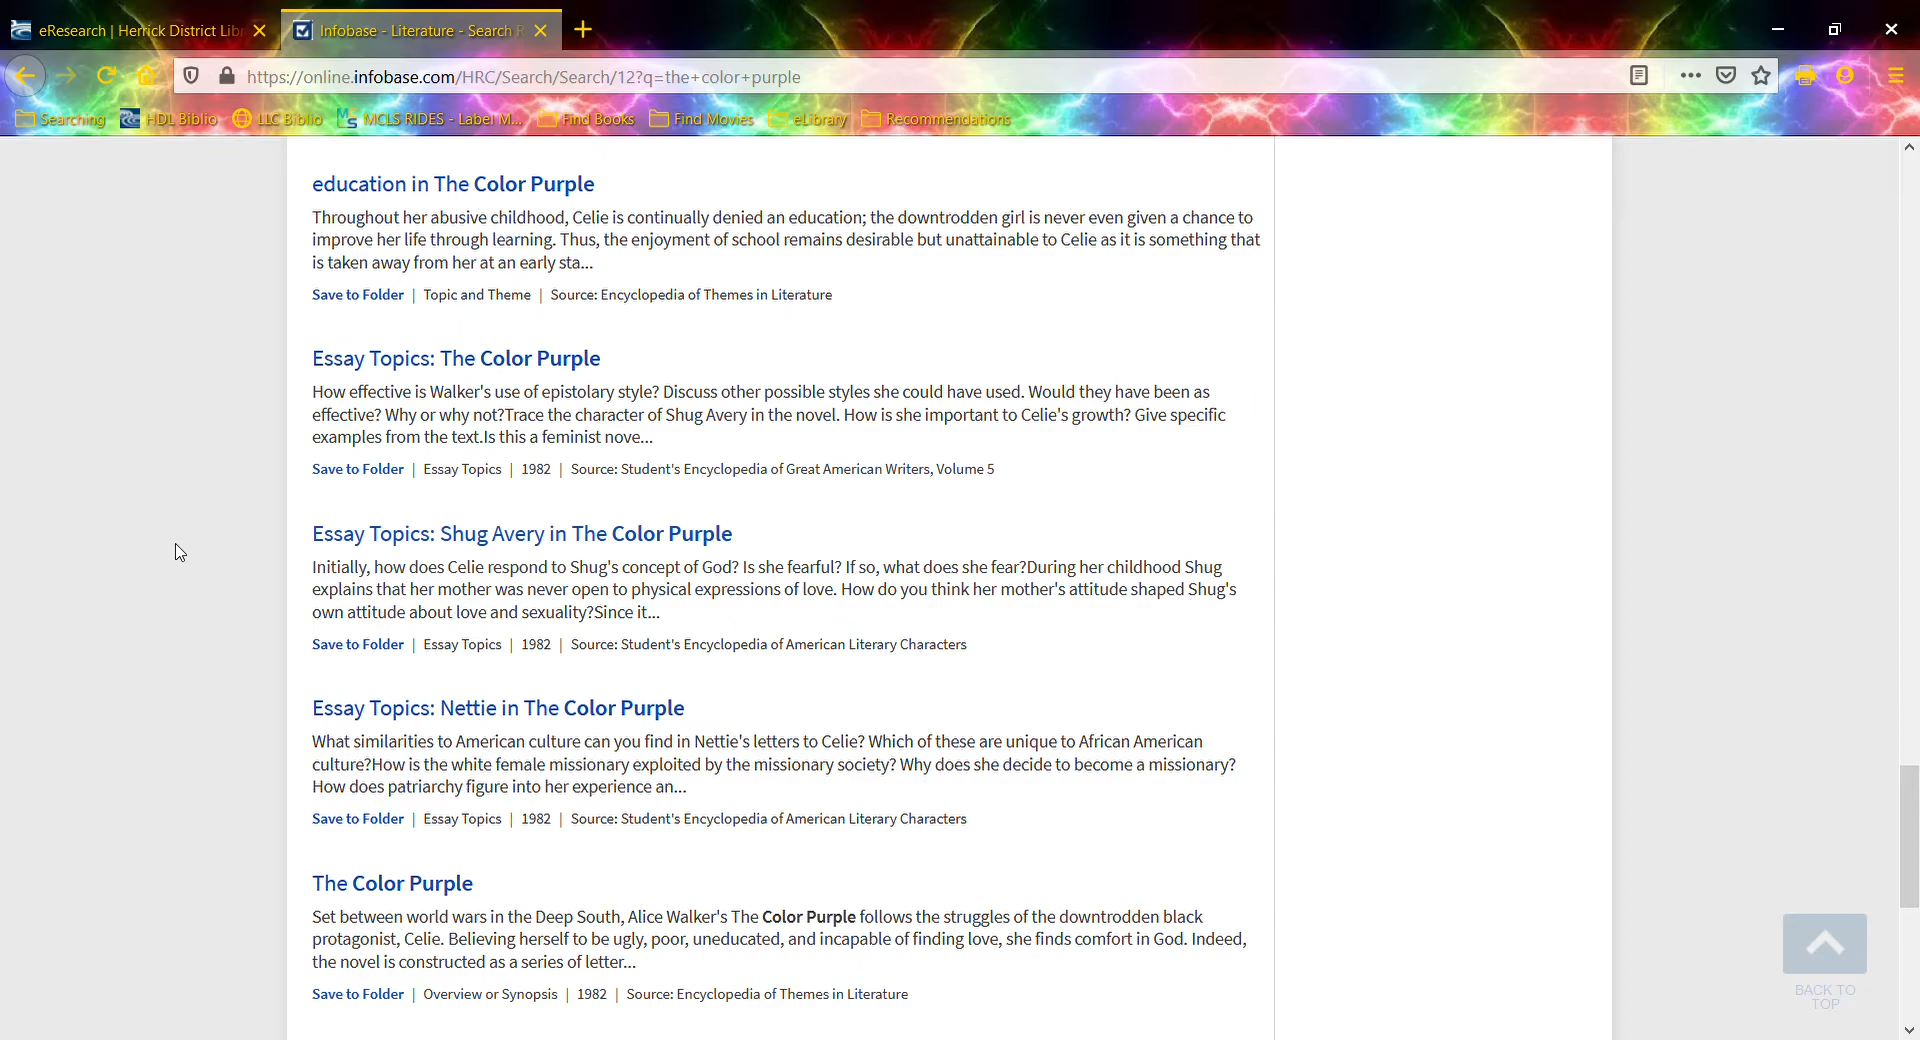 eResearch | Herrick District Lib
Infobase - Literature - Search R
https://online.infobase.com/HRC/Search/Search/12?q=the+color+purple
Searching
HDL Biblio
LLC Biblio
MCLS RIDES - Label M...
Find Books
Find Movies
eLibrary
Recommendations
education in The Color Purple
Throughout her abusive childhood, Celie is continually denied an education; the downtrodden girl is never even given a chance to
improve her life through learning. Thus, the enjoyment of school remains desirable but unattainable to Celie as it is something that
is taken away from her at an early sta...
Save to Folder | Topic and Theme | Source: Encyclopedia of Themes in Literature
Essay Topics: The Color Purple
How effective is Walker's use of epistolary style? Discuss other possible styles she could have used. Would they have been as
effective? Why or why not?Trace the character of Shug Avery in the novel. How is she important to Celie's growth? Give specific
examples from the text.Is this a feminist nove...
Save to Folder | Essay Topics | 1982 | Source: Student's Encyclopedia of Great American Writers, Volume 5
Essay Topics: Shug Avery in The Color Purple
Initially, how does Celie respond to Shug's concept of God? Is she fearful? If so, what does she fear?During her childhood Shug
explains that her mother was never open to physical expressions of love. How do you think her mother's attitude shaped Shug's
own attitude about love and sexuality?Since it...
Save to Folder | Essay Topics | 1982 | Source: Student's Encyclopedia of American Literary Characters
Essay Topics: Nettie in The Color Purple
What similarities to American culture can you find in Nettie's letters to Celie? Which of these are unique to African American
culture?How is the white female missionary exploited by the missionary society? Why does she decide to become a missionary?
How does patriarchy figure into her experience an...
Save to Folder | Essay Topics | 1982 | Source: Student's Encyclopedia of American Literary Characters
The Color Purple
Set between world wars in the Deep South, Alice Walker's The Color Purple follows the struggles of the downtrodden black
protagonist, Celie. Believing herself to be ugly, poor, uneducated, and incapable of finding love, she finds comfort in God. Indeed,
the novel is constructed as a series of letter...
Save to Folder | Overview or Synopsis | 1982 | Source: Encyclopedia of Themes in Literature
BACK TO
TOP